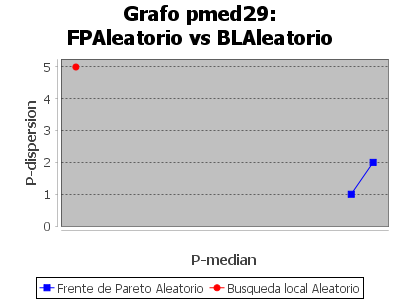 Grafo pmed29:
FPAleatorio vs BLAleatorio
P-dispersion
5
4
3
2
1
0
P-median
Frente de Pareto Aleatorio
Busqueda local Aleatorio